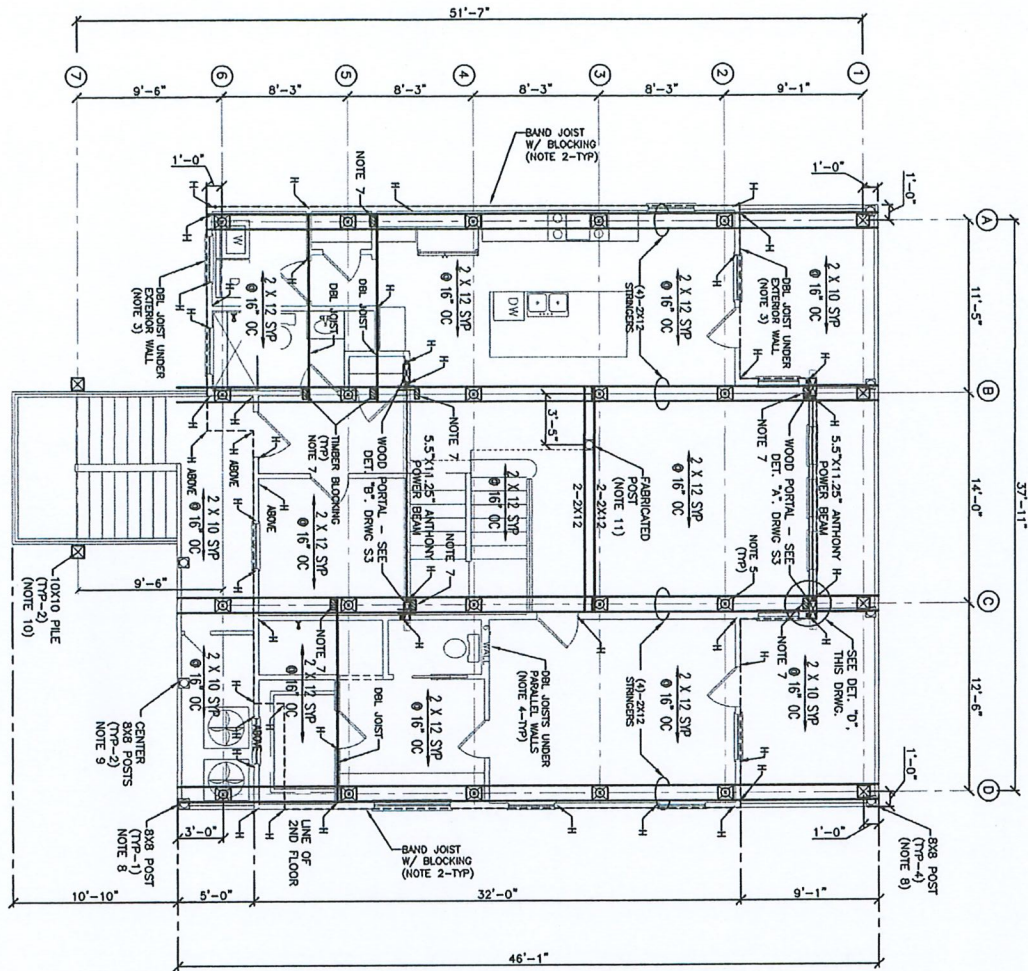 51'-7"
7
6
5
4
3
2
1
9'-6"
8'-3"
8'-3"
8'-3"
8'-3"
9'-1"
1'-0"
BAND JOIST
W/ BLOCKING
(NOTE 2-TYP)
NOTE 7
1'-0"
1'-0"
A
11'-5"
B
14'-0"
C
12'-6"
D
37'-11"
W
D
DBL JOIST UNDER
EXTERIOR WALL
(NOTE 3)
2 X 12 SYP
@ 16" OC
DBL JOIST
DBL JOIST
2 X 12 SYP
@ 16" OC
DW
(4)-2X12
STRINGERS
2 X 12 SYP
@ 16" OC
DBL JOIST UNDER
EXTERIOR WALL
(NOTE 3)
2 X 10 SYP
@ 16" OC
H ABOVE
H ABOVE
ABOVE
2 X 10 SYP
@ 16" OC
TIMBER BLOCKING
(TYP)
NOTE 7
2 X 12 SYP
@ 16" OC
WOOD PORTAL - SEE
DET. "B". DRWG S3
5.5"X11.25" ANTHONY
POWER BEAM
NOTE 7
NOTE 7
2 X 12 SYP
@ 16" OC
3'-5"
2-2X12
2-2X12
FABRICATED
POST
(NOTE 11)
2 X 12 SYP
@ 16" OC
NOTE 5
(TYP)
WOOD PORTAL - SEE
DET. "A". DRWG S3
NOTE 7
5.5"X11.25" ANTHONY
POWER BEAM
10X10 PILE
(TYP-2)
(NOTE 10)
9'-6"
2 X 10 SYP
@ 16" OC
ABOVE
2 X 12 SYP
@ 16" OC
NOTE 7
DBL JOIST
2 X 12 SYP
@ 16" OC
6" WALL
DBL JOISTS UNDER
PARALLEL WALLS
(NOTE 4-TYP)
(4)-2X12
STRINGERS
2 X 12 SYP
@ 16" OC
2 X 10 SYP
@ 16" OC
NOTE 7
SEE DET. "D",
THIS DRWG.
CENTER
8X8 POSTS
(TYP-2)
NOTE 9
8X8 POST
(TYP-1)
NOTE 8
3'-0"
LINE OF
2ND FLOOR
BAND JOIST
W/ BLOCKING
(NOTE 2-TYP)
1'-0"
1'-0"
8X8 POST
(TYP-4)
(NOTE 8)
10'-10"
5'-0"
32'-0"
9'-1"
46'-1"